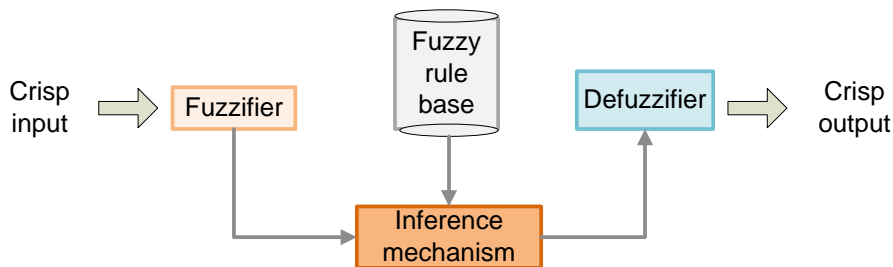 Crisp
input
Fuzzifier
Fuzzy
rule
base
Defuzzifier
Crisp
output
Inference
mechanism